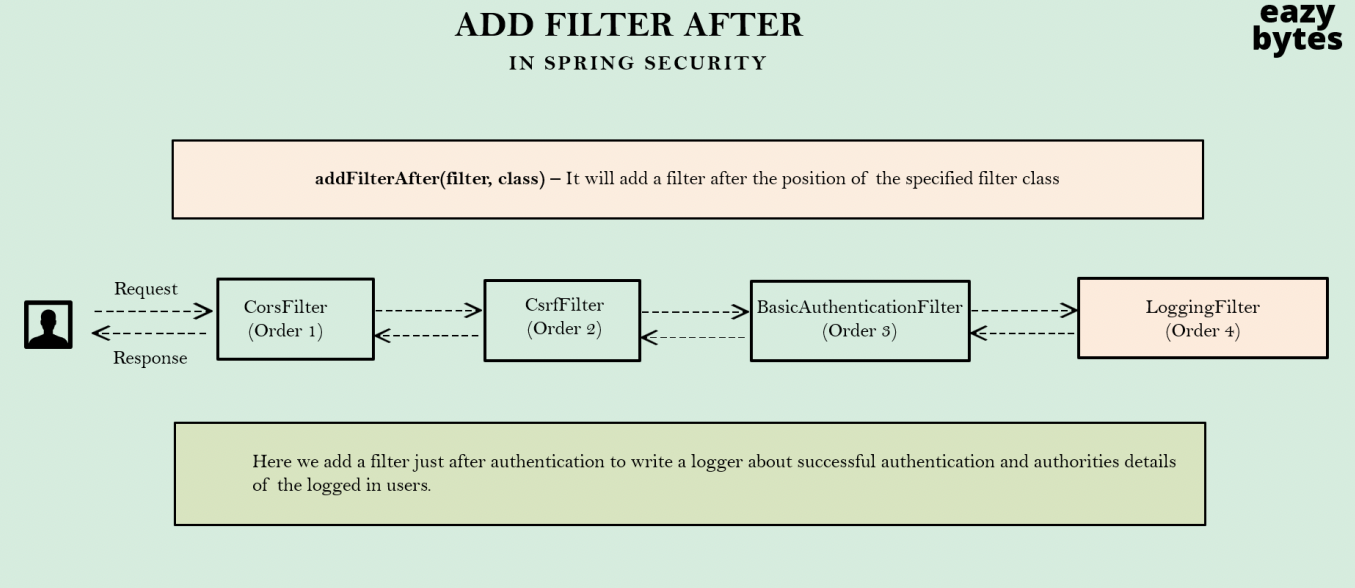 ADD FILTER AFTER
IN SPRING SECURITY
eazy
bytes
addFilterAfter(filter, class) – It will add a filter after the position of the specified filter class
Request
Response
CorsFilter
(Order 1)
CsrfFilter
(Order 2)
BasicAuthenticationFilter
(Order 3)
LoggingFilter
(Order 4)
Here we add a filter just after authentication to write a logger about successful authentication and authorities details
of the logged in users.